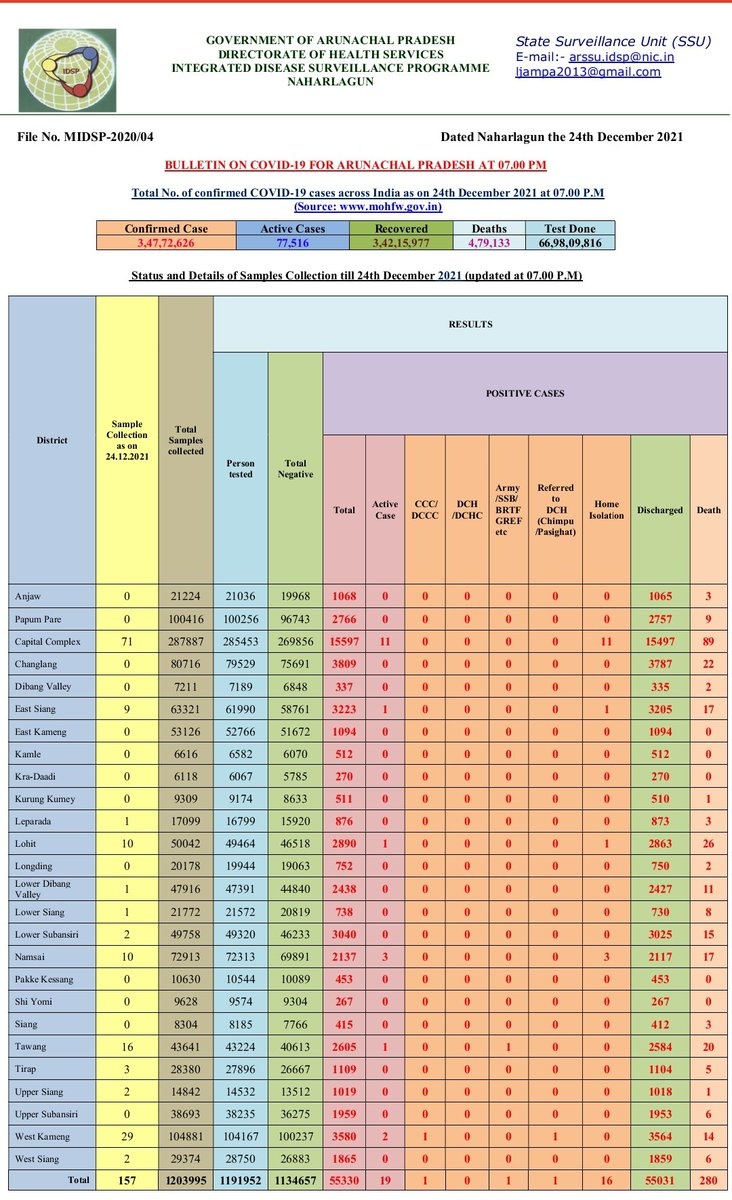 IDSP
GOVERNMENT OF ARUNACHAL PRADESH
DIRECTORATE OF HEALTH SERVICES
INTEGRATED DISEASE SURVEILLANCE PROGRAMME
NAHARLAGUN
State Surveillance Unit (SSU)
E-mail:- arssu.idsp@nic.in
ljampa2013@gmail.com
File No. MIDSP-2020/04 Dated Naharlagun the 24th December 2021
BULLETIN ON COVID-19 FOR ARUNACHAL PRADESH AT 07.00 PM
Total No. of confirmed COVID-19 cases across India as on 24th December 2021 at 07.00 P.M
(Source: www.mohfw.gov.in)
Confirmed Case Active Cases Recovered Deaths Test Done
3,47,72,626 77,516 3,42,15,977 4,79,133 66,98,09,816
Status and Details of Samples Collection till 24th December 2021 (updated at 07.00 P.M)
District
Sample
Collection
as on
24.12.2021
Total
Samples
collected
RESULTS
Person
tested
Total
Negative
POSITIVE CASES
Total
Active
Case
CCC/
DCCC
DCH
/DCHC
Army
/SSB/
BRTF
GREF
etc
Referred
to
DCH
(Chimpu
/Pasighat)
Home
Isolation
Discharged
Death
Anjaw 0 21224 21036 19968 1068 0 0 0 0 0 0 1065 3
Papum Pare 0 100416 100256 96743 2766 0 0 0 0 0 0 2757 9
Capital Complex 71 287887 285453 269856 15597 11 0 0 0 0 11 15497 89
Changlang 0 80716 79529 75691 3809 0 0 0 0 0 0 3787 22
Dibang Valley 0 7211 7189 6848 337 0 0 0 0 0 0 335 2
East Siang 9 63321 61990 58761 3223 1 0 0 0 0 1 3205 17
East Kameng 0 53126 52766 51672 1094 0 0 0 0 0 0 1094 0
Kamle 0 6616 6582 6070 512 0 0 0 0 0 0 512 0
Kra-Daadi 0 6118 6067 5785 270 0 0 0 0 0 0 270 0
Kurung Kumey 0 9309 9174 8633 511 0 0 0 0 0 0 510 1
Leparada 1 17099 16799 15920 876 0 0 0 0 0 0 873 3
Lohit 10 50042 49464 46518 2890 1 0 0 0 0 1 2863 26
Longding 0 20178 19944 19063 752 0 0 0 0 0 0 750 2
Lower Dibang
Valley 1 47916 47391 44840 2438 0 0 0 0 0 0 2427 11
Lower Siang 1 21772 21572 20819 738 0 0 0 0 0 0 730 8
Lower Subansiri 2 49758 49320 46233 3040 0 0 0 0 0 0 3025 15
Namsai 10 72913 72313 69891 2137 3 0 0 0 0 3 2117 17
Pakke Kessang 0 10630 10544 10089 453 0 0 0 0 0 0 453 0
Shi Yomi 0 9628 9574 9304 267 0 0 0 0 0 0 267 0
Siang 0 8304 8185 7766 415 0 0 0 0 0 0 412 3
Tawang 16 43641 43224 40613 2605 1 0 0 1 0 0 2584 20
Tirap 3 28380 27896 26667 1109 0 0 0 0 0 0 1104 5
Upper Siang 2 14842 14532 13512 1019 0 0 0 0 0 0 1018 1
Upper Subansiri 0 38693 38235 36275 1959 0 0 0 0 0 0 1953 6
West Kameng 29 104881 104167 100237 3580 2 1 0 0 1 0 3564 14
West Siang 2 29374 28750 26883 1865 0 0 0 0 0 0 1859 6
Total 157 1203995 1191952 1134657 55330 19 1 0 1 1 16 55031 280